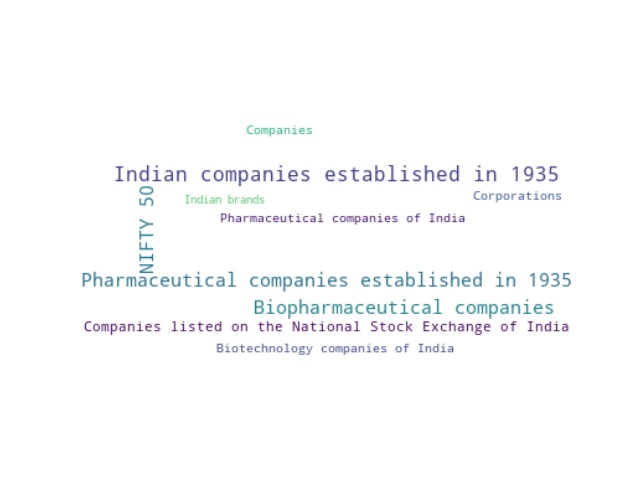 Companies
Indian companies established in 1935
NIFTY 50
Indian brands
Corporations
Pharmaceutical companies of India
Pharmaceutical companies established in 1935
Biopharmaceutical companies
Companies listed on the National Stock Exchange of India
Biotechnology companies of India